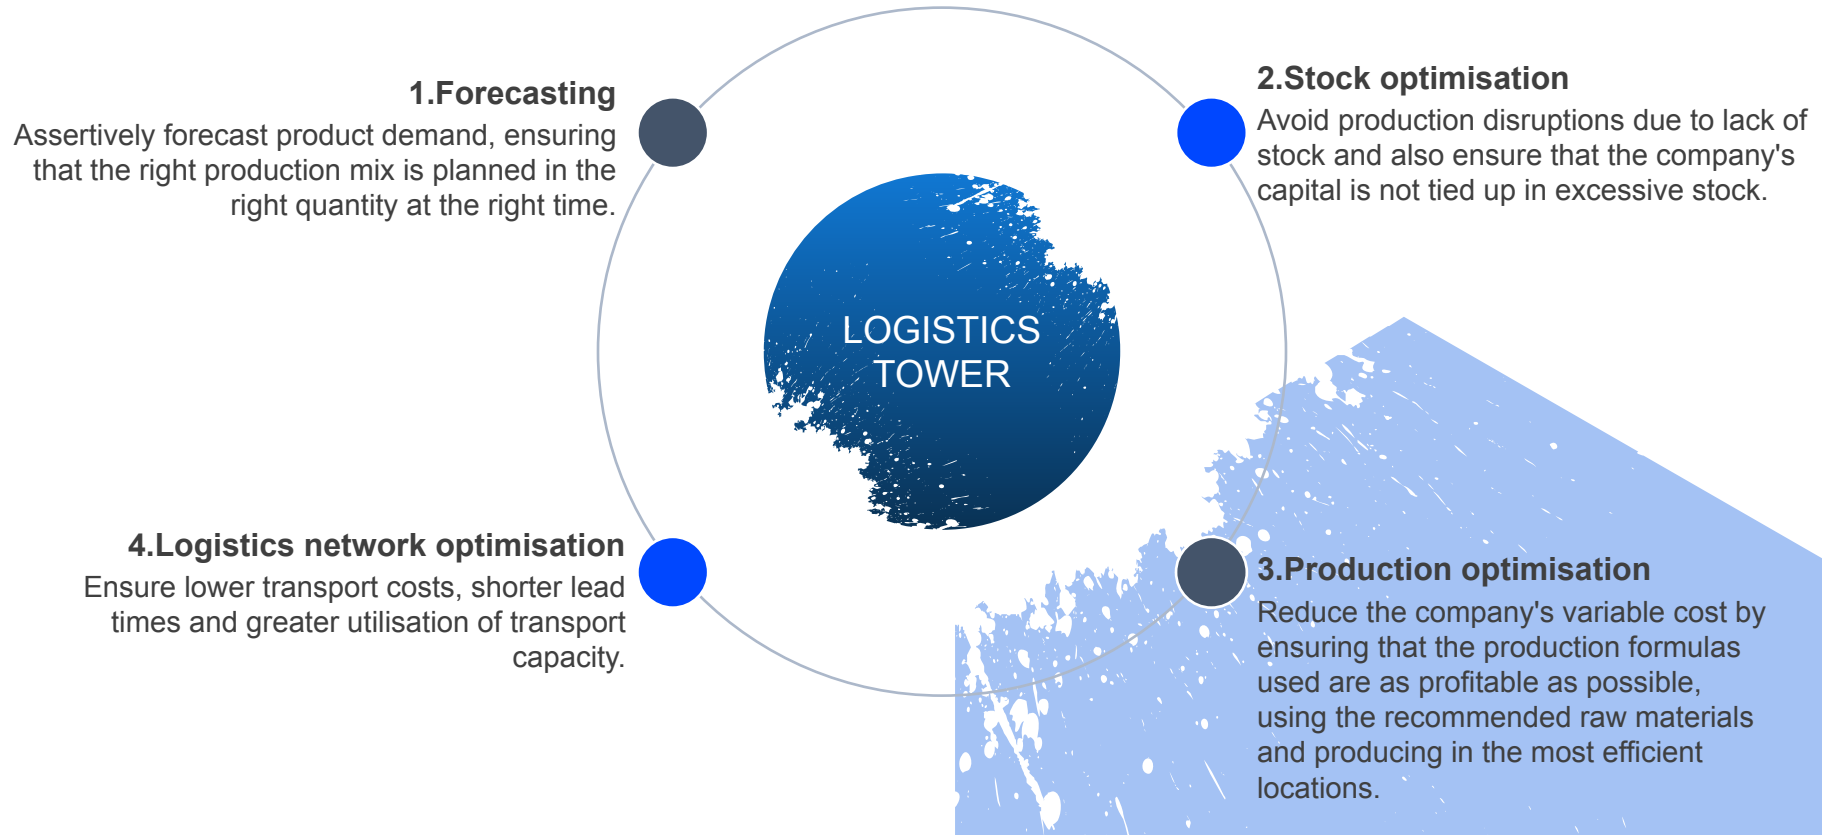 1.Forecasting
Assertively forecast product demand, ensuring
that the right production mix is planned in the
right quantity at the right time.
2.Stock optimisation
Avoid production disruptions due to lack of
stock and also ensure that the company's
capital is not tied up in excessive stock.
LOGISTICS
TOWER
3.Production optimisation
Reduce the company's variable cost by
ensuring that the production formulas
used are as profitable as possible,
using the recommended raw materials
and producing in the most efficient
locations.
4.Logistics network optimisation
Ensure lower transport costs, shorter lead
times and greater utilisation of transport
capacity.